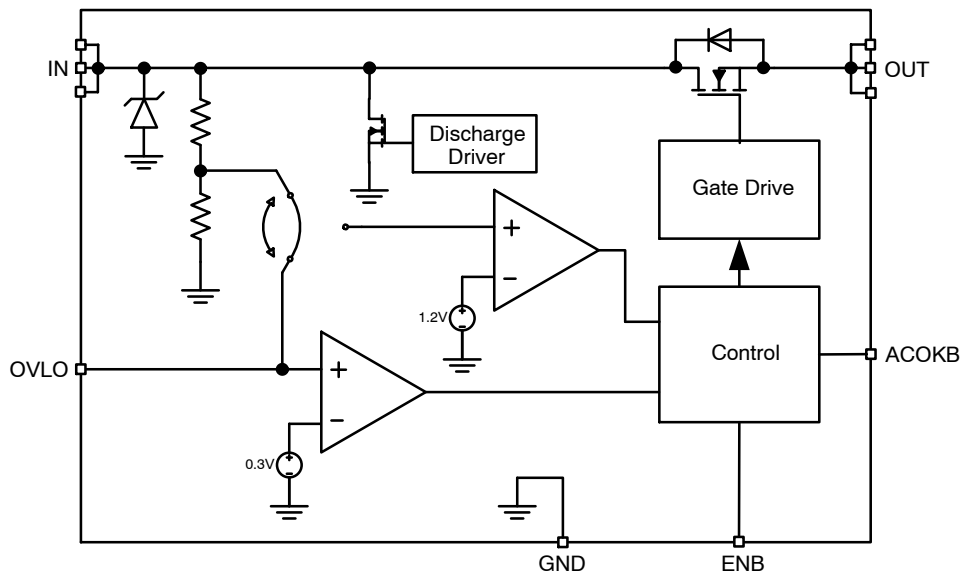 IN
OUT
Discharge
Driver
Gate Drive
+
−
1.2V
+
−
Control
ACOKB
OVLO
+
−
0.3V
+
−
GND
ENB